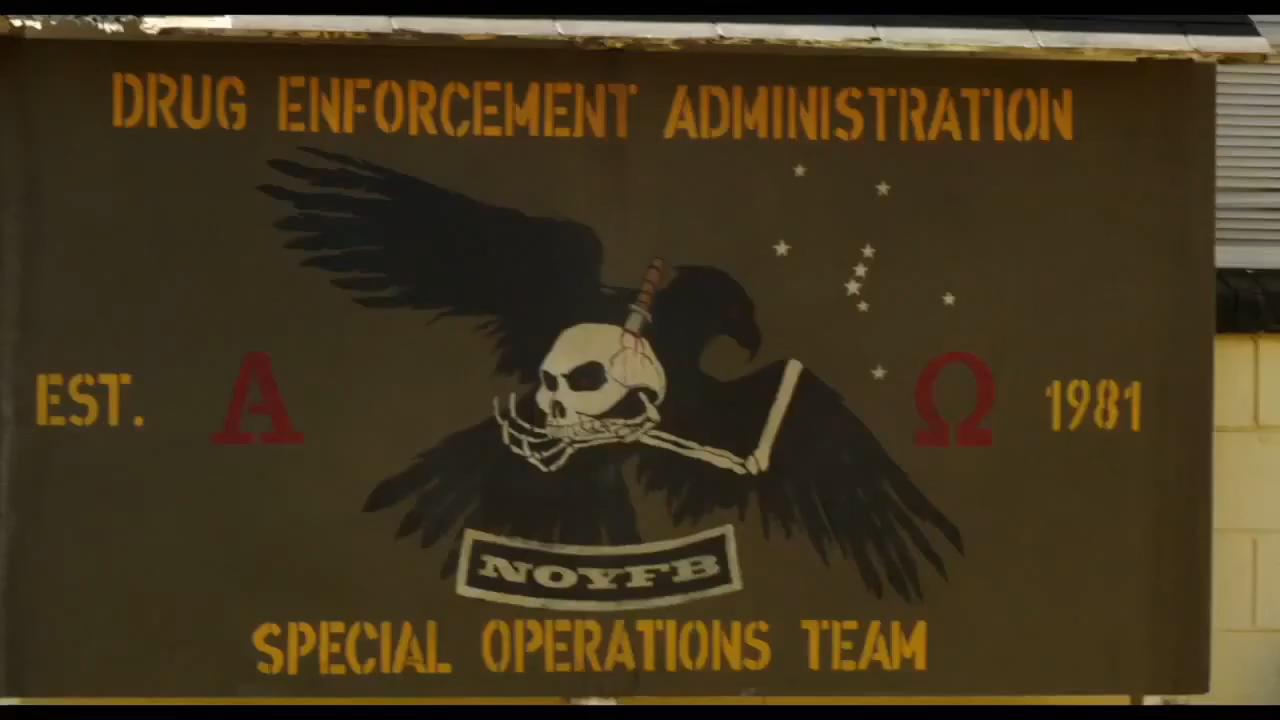 DRUG ENFORCEMENT ADMINISTRATION
EST. Α Ω 1981
NOYFB
SPECIAL OPERATIONS TEAM